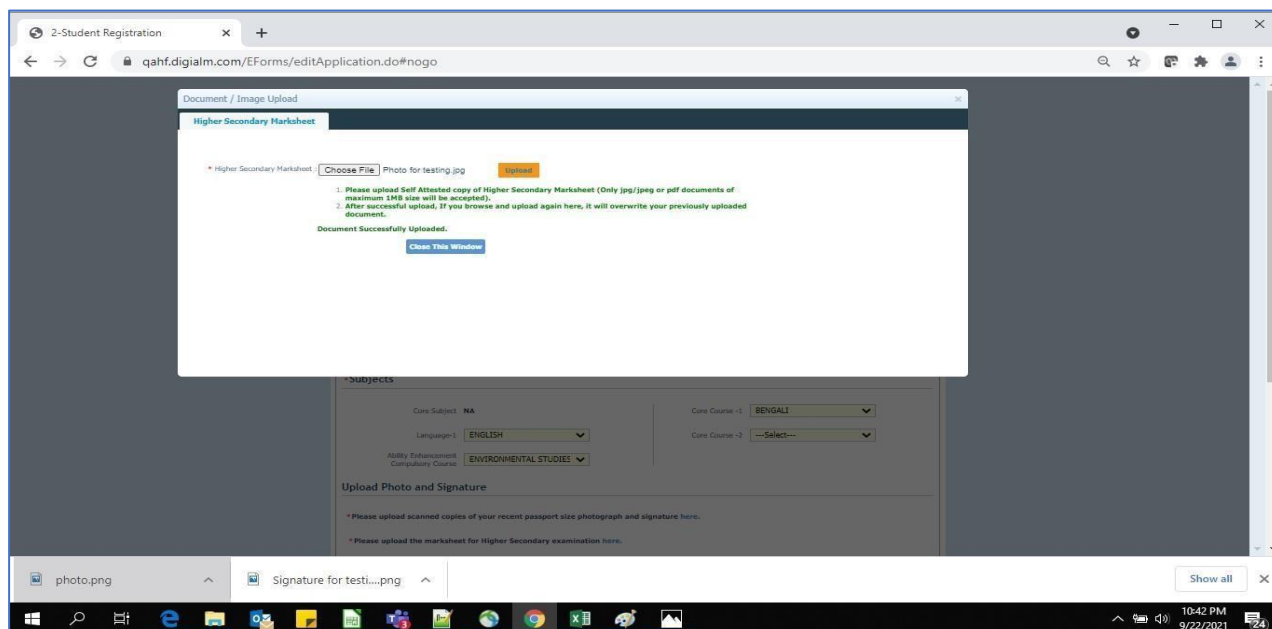 2-Student Registration
qahf.digialm.com/EForms/editApplication.do#nogo
Document / Image Upload
Higher Secondary Marksheet
* Higher Secondary Marksheet : Choose File Photo for testing.jpg Upload
1. Please upload Self Attested copy of Higher Secondary Marksheet (Only jpg/jpeg or pdf documents of
maximum 1MB size will be accepted).
2. After successful upload, If you browse and upload again here, it will overwrite your previously uploaded
document.
Document Successfully Uploaded.
Close This Window
*Subjects
Core Subject NA Core Course -1 BENGALI
Language-1 ENGLISH Core Course -2 ---Select---
Ability Enhancement
Compulsory Course ENVIRONMENTAL STUDIES
Upload Photo and Signature
*Please upload scanned copies of your recent passport size photograph and signature here.
*Please upload the marksheet for Higher Secondary examination here.
photo.png Signature for testi....png Show all
10:42 PM
9/22/2021
24